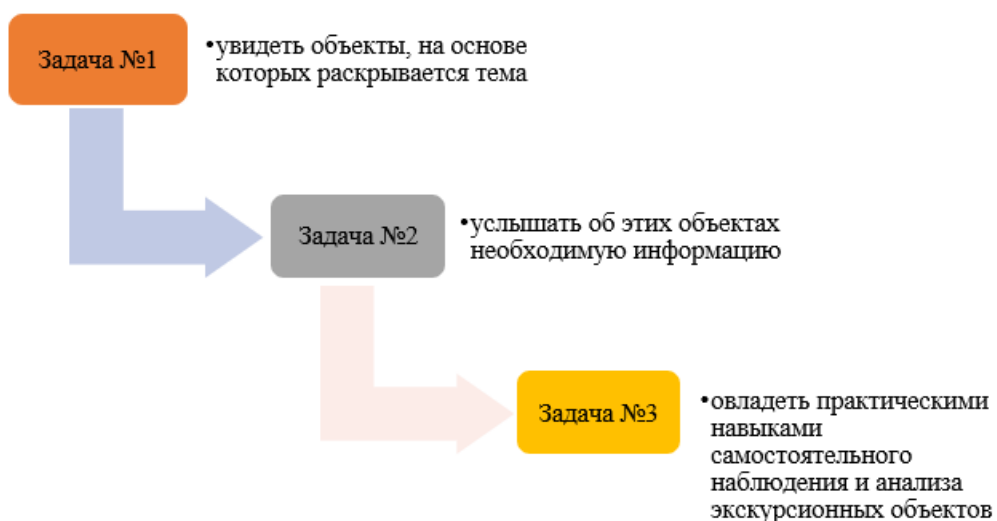 Задача №1
•увидеть объекты, на основе
которых раскрывается тема
Задача №2
•услышать об этих объектах
необходимую информацию
Задача №3
•овладеть практическими
навыками
самостоятельного
наблюдения и анализа
экскурсионных объектов